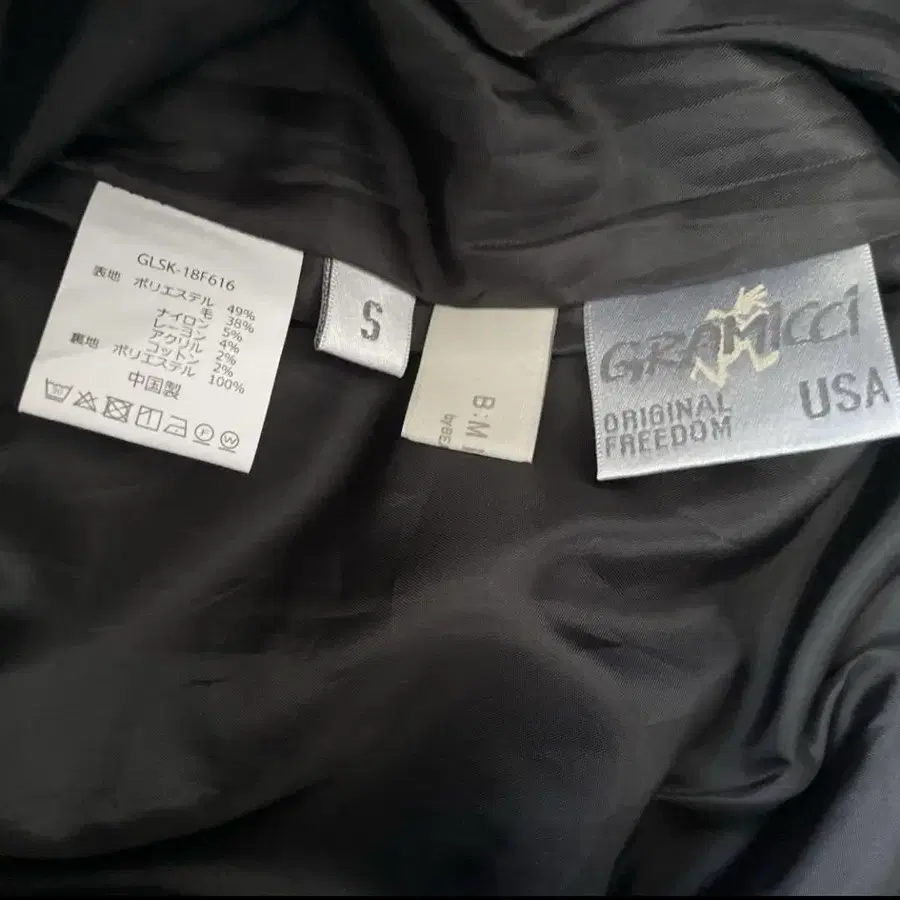 GLSK-18F616
表地 ポリエステル 49%
毛 38%
ナイロン 5%
レーヨン 4%
アクリル 2%
コットン 2%
裏地 ポリエステル 100%
中国製
S
B:M
by BE
GRAMICCI
ORIGINAL
FREEDOM
USA